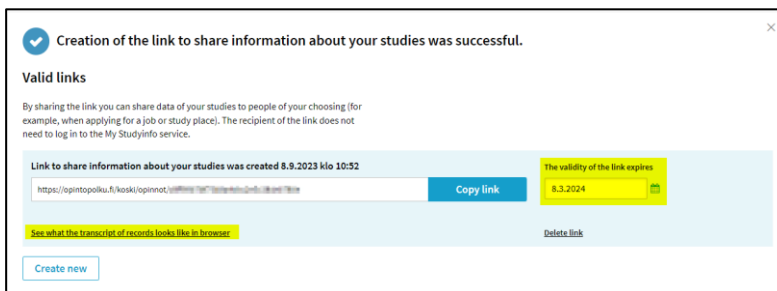 Creation of the link to share information about your studies was successful.
Valid links
By sharing the link you can share data of your studies to people of your choosing (for
example, when applying for a job or study place). The recipient of the link does not
need to log in to the My Studyinfo service.
Link to share information about your studies was created 8.9.2023 klo 10:52
The validity of the link expires
https://opintopolku.fi/koski/opinnot/
Copy link
8.3.2024
See what the transcript of records looks like in browser
Delete link
Create new